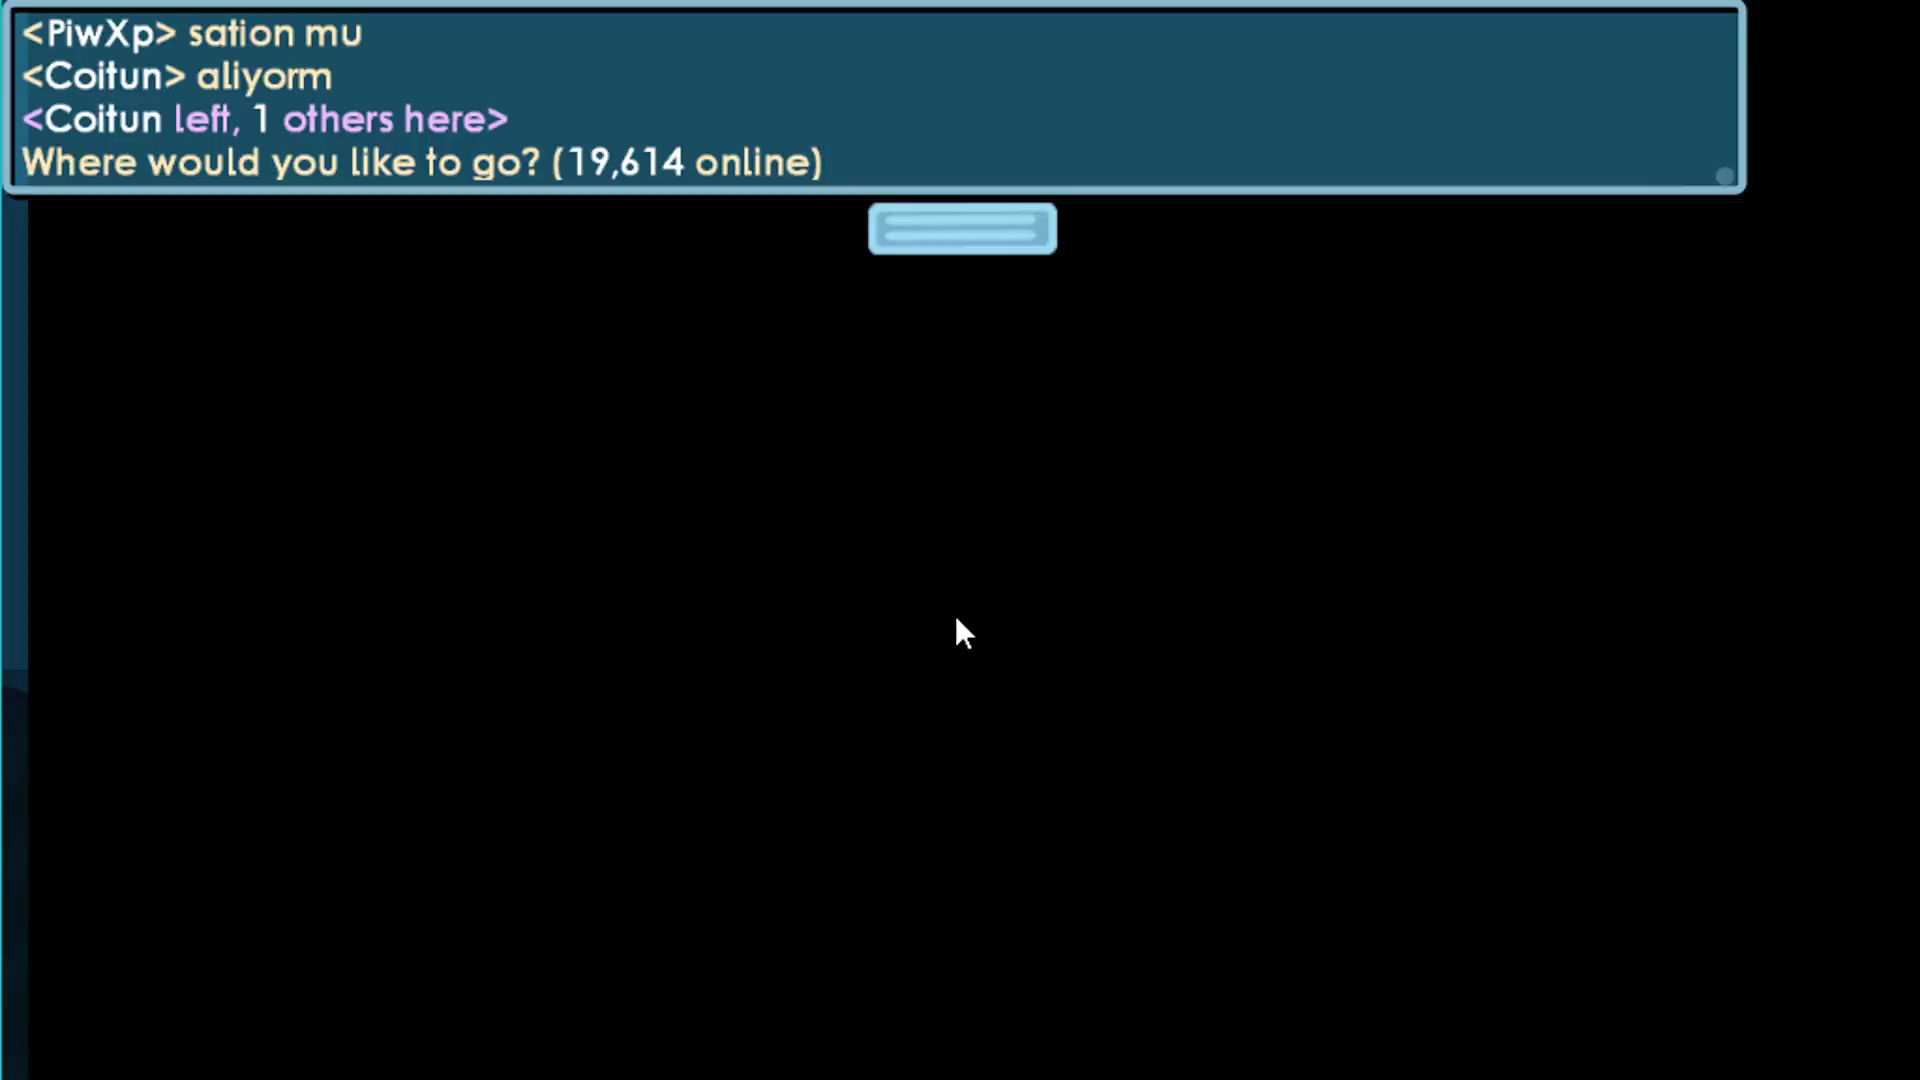 <PiwXp> sation mu
<Coitun> aliyorm
<Coitun left, 1 others here>
Where would you like to go? (19,614 online)